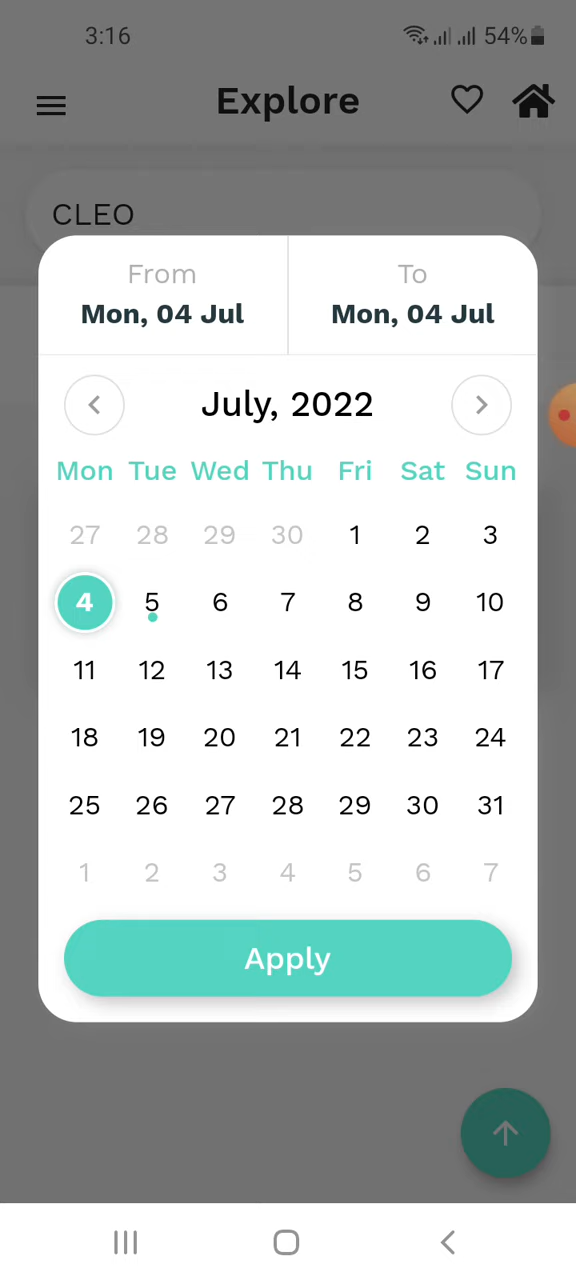 3:16 54%
Explore
CLEO
From To
Mon, 04 Jul Mon, 04 Jul
July, 2022
Mon Tue Wed Thu Fri Sat Sun
27 28 29 30 1 2 3
4 5 6 7 8 9 10
11 12 13 14 15 16 17
18 19 20 21 22 23 24
25 26 27 28 29 30 31
1 2 3 4 5 6 7
Apply